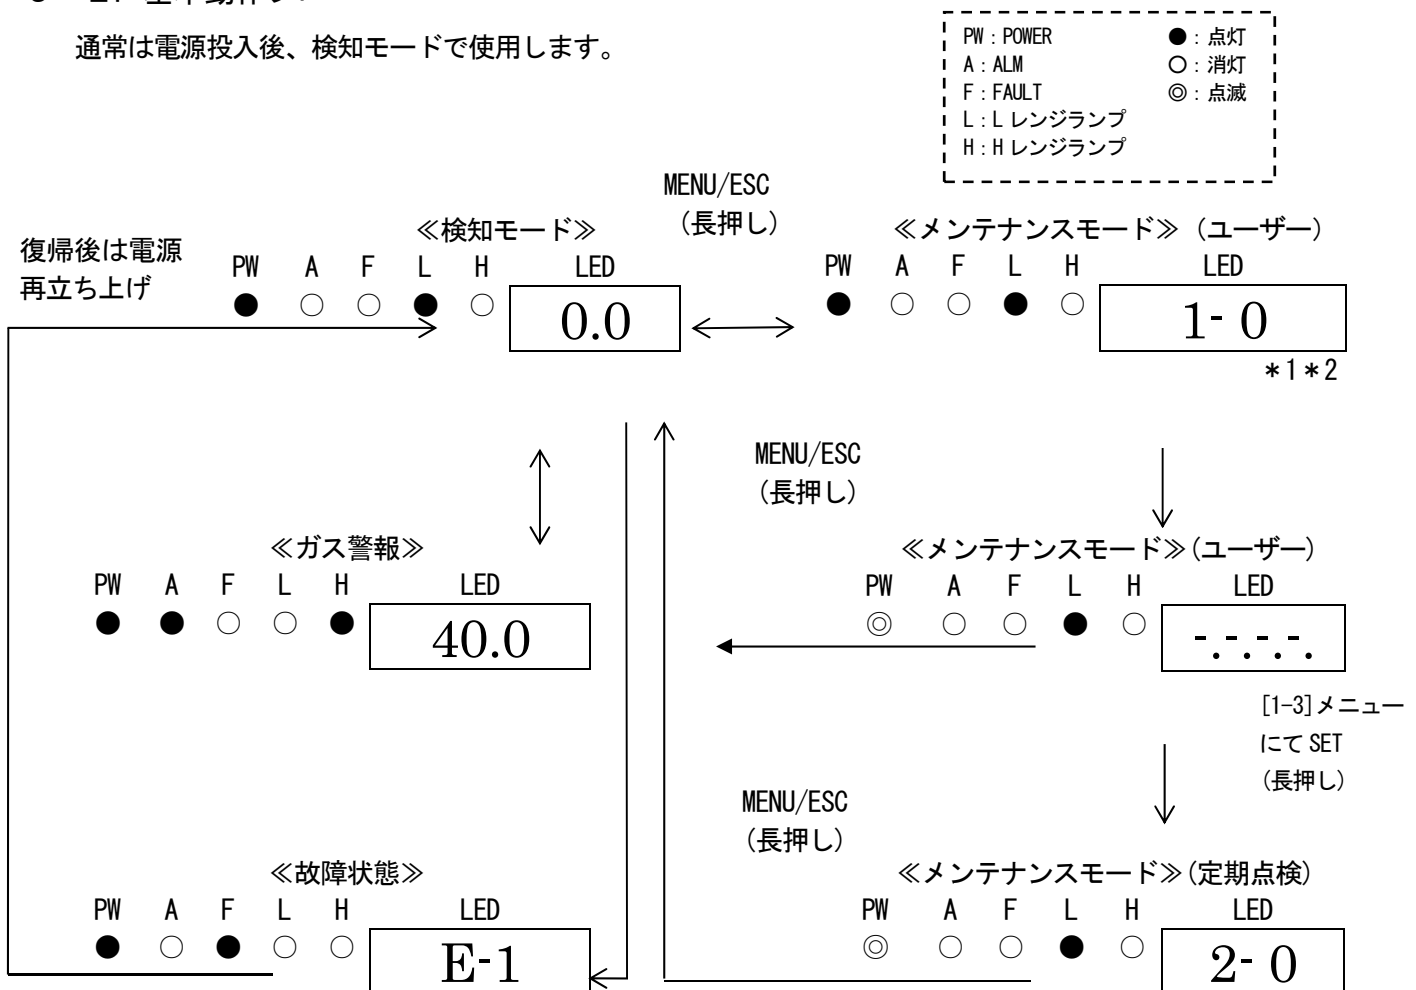 通常は電源投入後、検知モードで使用します。
PW：POWER ●：点灯
A：ALM ○：消灯
F：FAULT ◎：点滅
L：L レンジランプ
H：H レンジランプ
MENU/ESC
（長押し）
復帰後は電源
再立ち上げ
≪検知モード≫
PW A F L H LED
● ○ ○ ● ○ 0.0
≪メンテナンスモード≫（ユーザー）
PW A F L H LED
● ○ ○ ● ○ 1- 0
＊1＊2
MENU/ESC
（長押し）
≪ガス警報≫
PW A F L H LED
● ● ○ ○ ● 40.0
≪メンテナンスモード≫(ユーザー)
PW A F L H LED
◎ ○ ○ ● ○ -.-.-.-.
[1-3]メニュー
にて SET
（長押し）
MENU/ESC
（長押し）
≪故障状態≫
PW A F L H LED
● ○ ● ○ ○ E-1
≪メンテナンスモード≫(定期点検)
PW A F L H LED
◎ ○ ○ ● ○ 2- 0